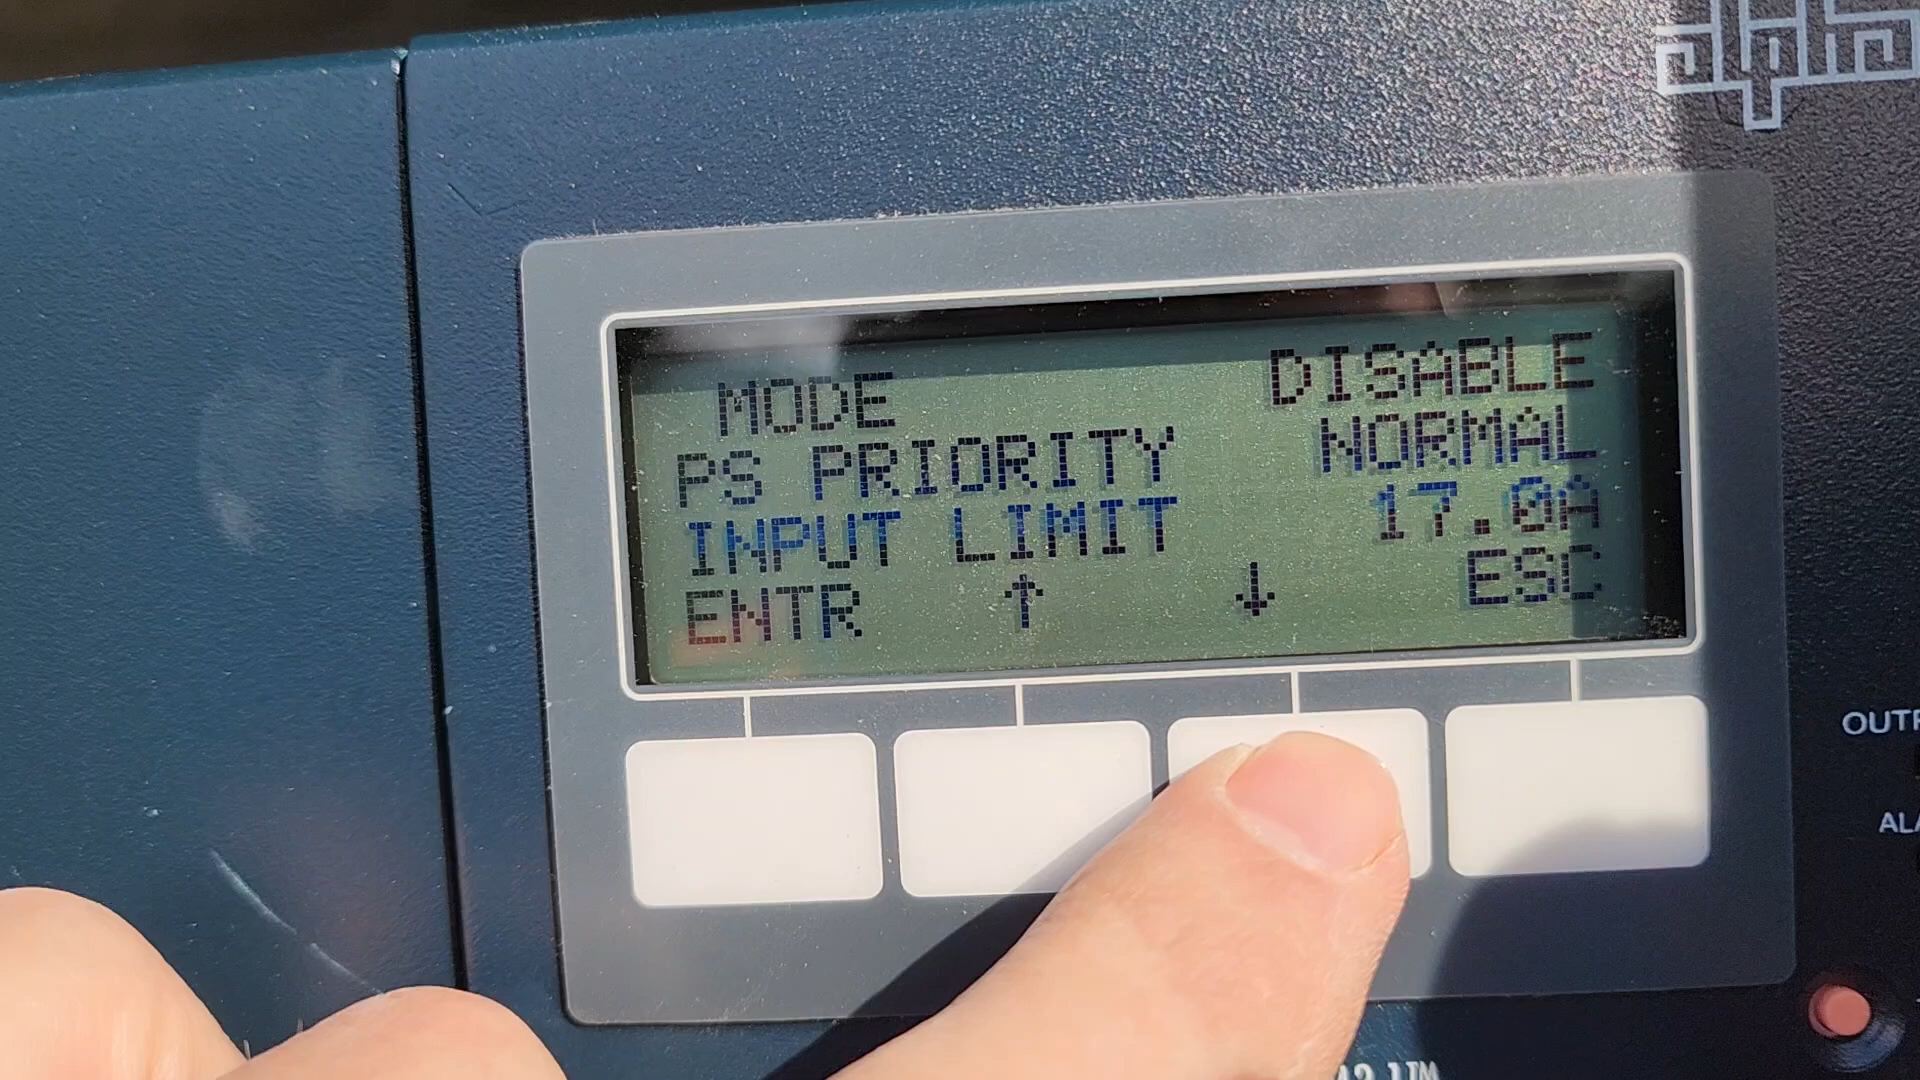 MODE DISABLE
PS PRIORITY NORMAL
INPUT LIMIT 17.0A
ENTR ↑ ↓ ESC